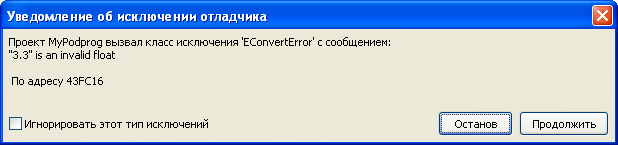 Уведомление об исключении отладчика
Проект MyPodprog вызвал класс исключения 'EConvertError' с сообщением:
"3.3" is an invalid float
По адресу 43FC16
Игнорировать этот тип исключений
Останов
Продолжить